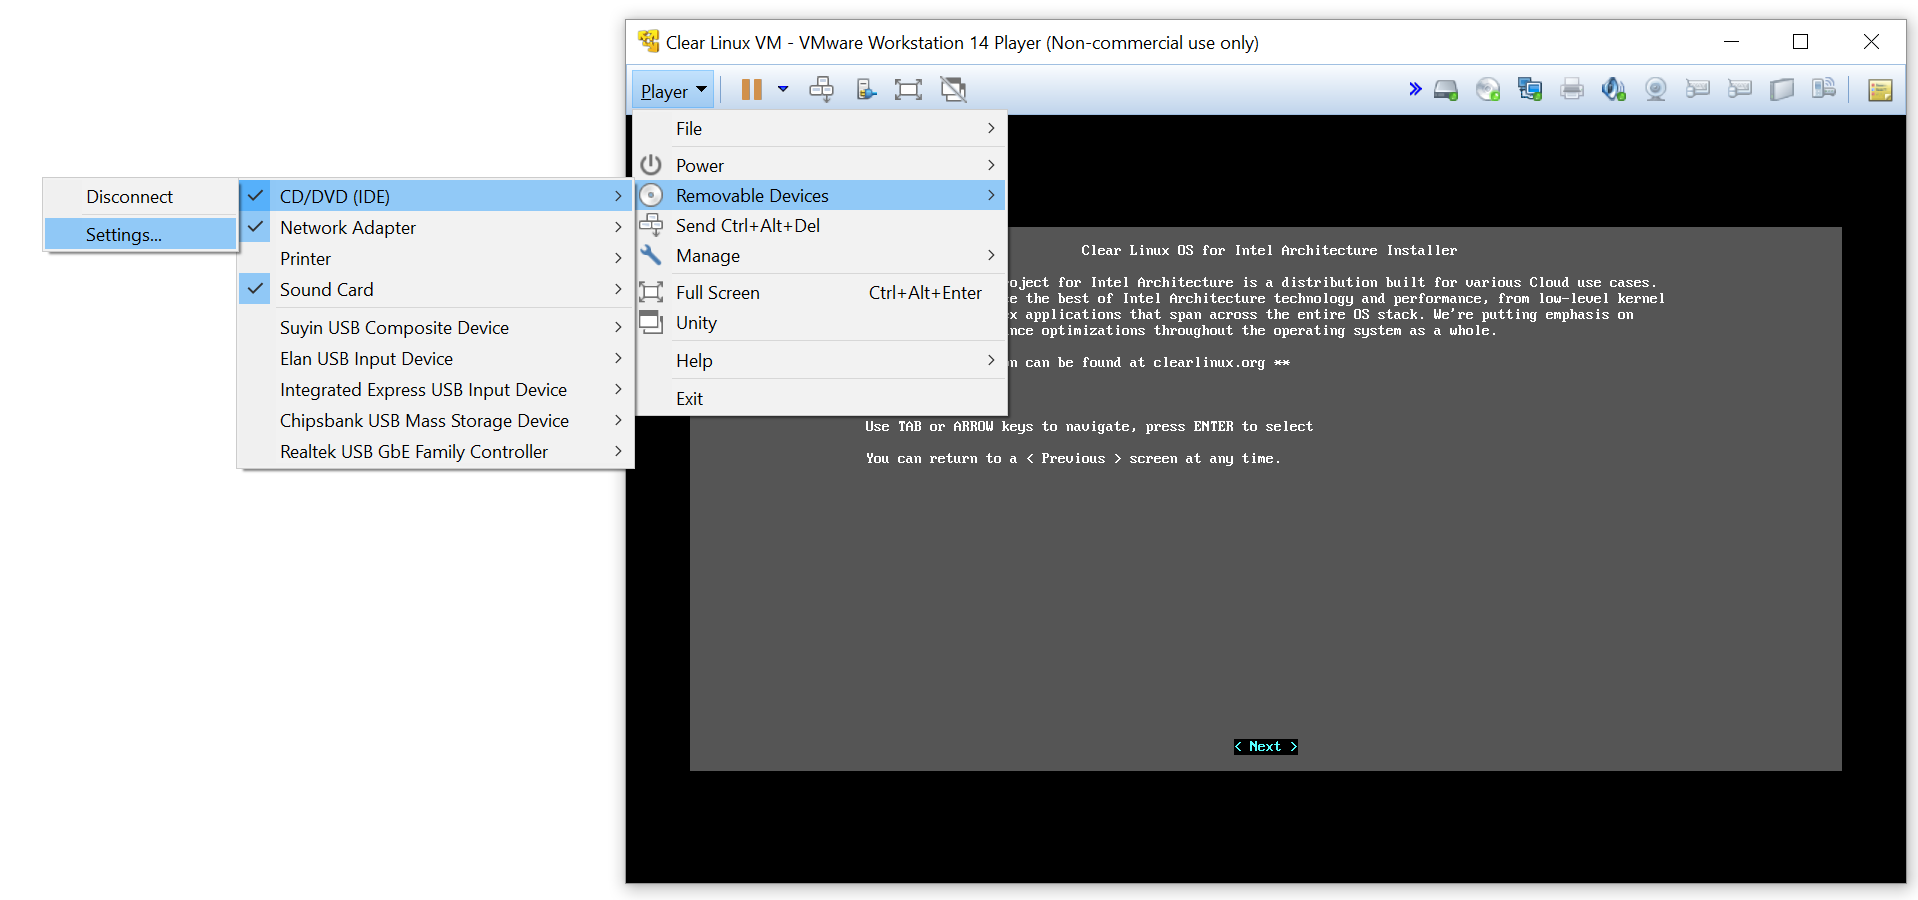 Clear Linux VM - VMware Workstation 14 Player (Non-commercial use only)
Player
File
Power
Removable Devices
Send Ctrl+Alt+Del
Manage
Full Screen Ctrl+Alt+Enter
Unity
Help
Exit
CD/DVD (IDE)
Network Adapter
Printer
Sound Card
Suyin USB Composite Device
Elan USB Input Device
Integrated Express USB Input Device
Chipsbank USB Mass Storage Device
Realtek USB GbE Family Controller
Disconnect
Settings...
Clear Linux OS for Intel Architecture Installer
oject for Intel Architecture is a distribution built for various Cloud use cases.
e the best of Intel Architecture technology and performance, from low-level kernel
x applications that span across the entire OS stack. We're putting emphasis on
nce optimizations throughout the operating system as a whole.
n can be found at clearlinux.org **
Use TAB or ARROW keys to navigate, press ENTER to select
You can return to a < Previous > screen at any time.
< Next >